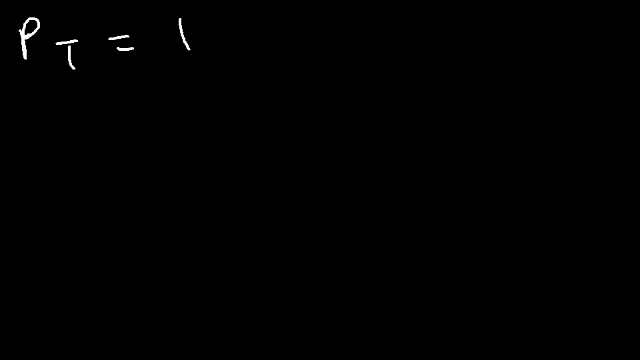 P_T = 1